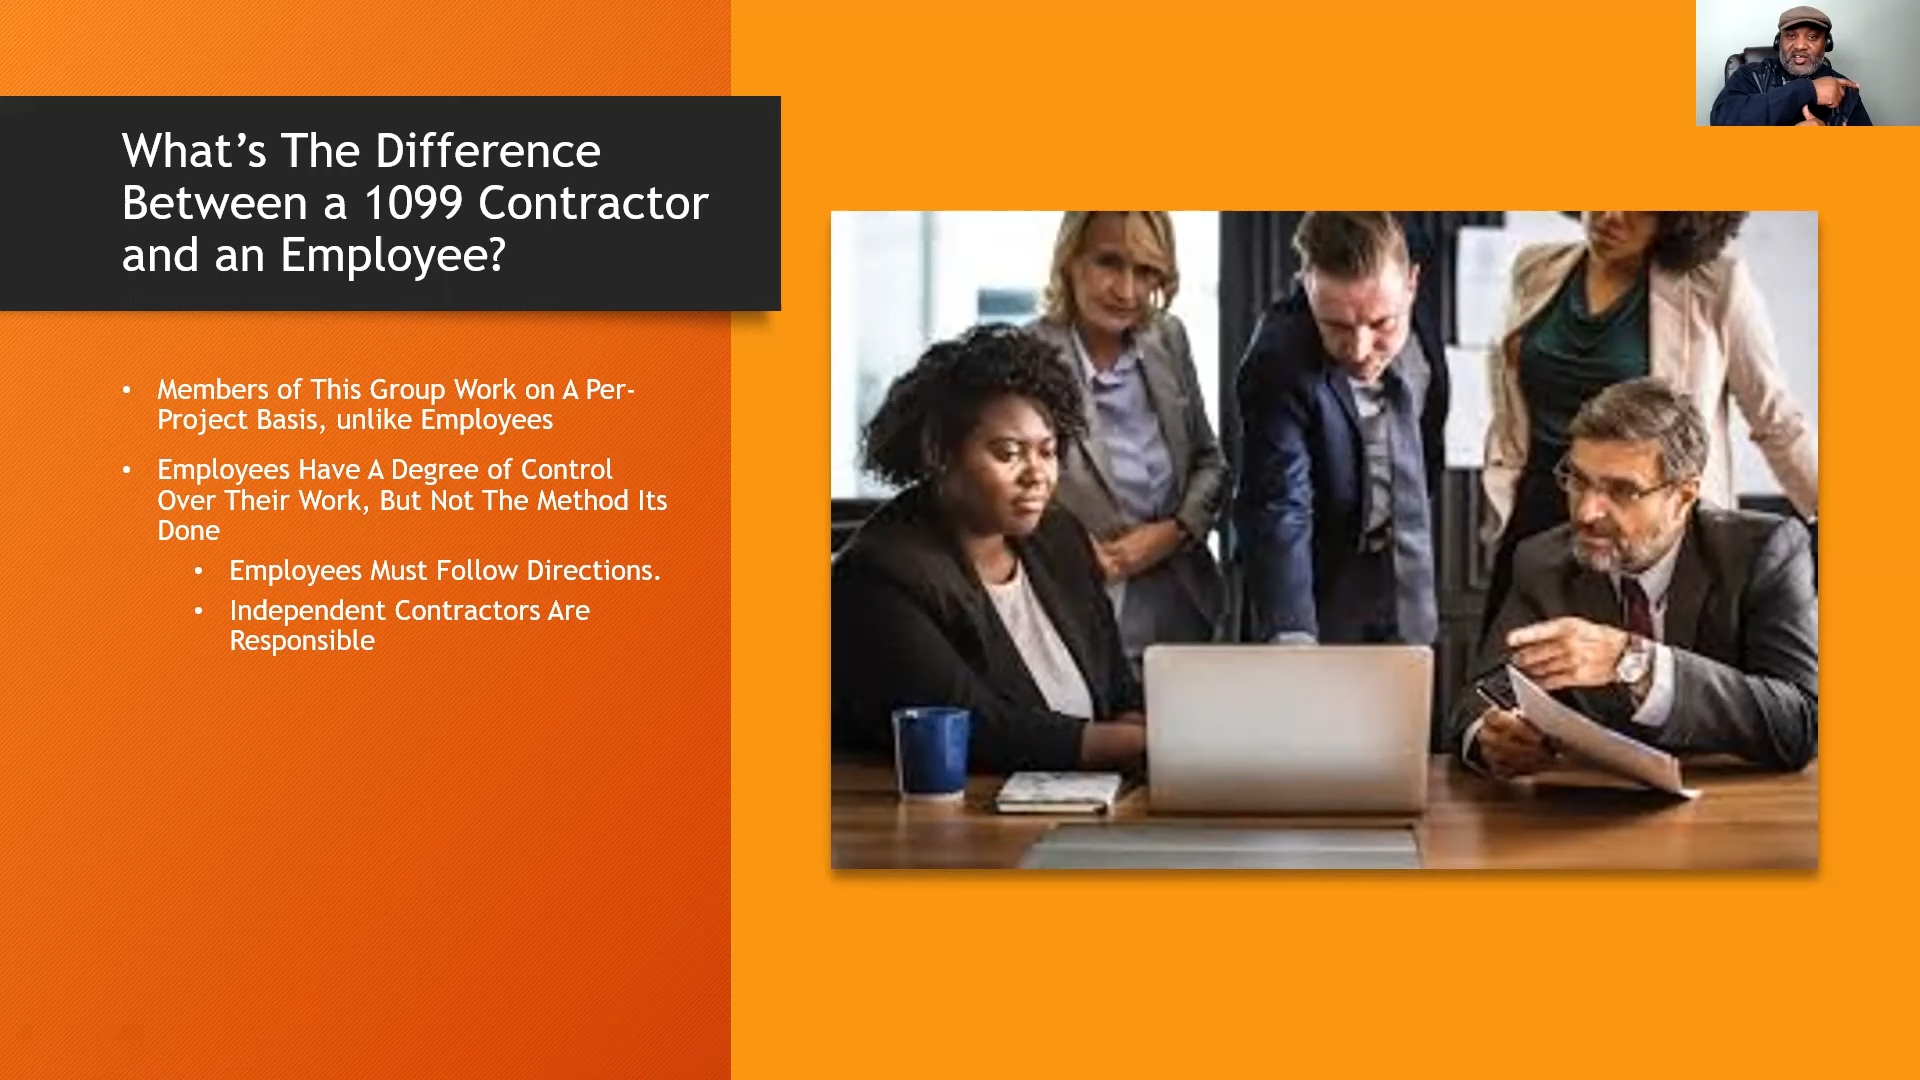 What’s The Difference
Between a 1099 Contractor
and an Employee?
• Members of This Group Work on A Per-
Project Basis, unlike Employees
• Employees Have A Degree of Control
Over Their Work, But Not The Method Its
Done
• Employees Must Follow Directions.
• Independent Contractors Are
Responsible